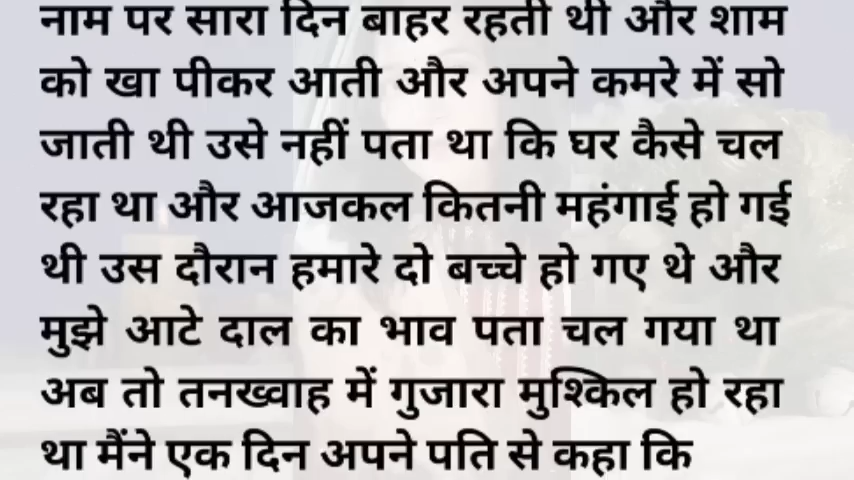 नाम पर सारा दिन बाहर रहती थी और शाम
को खा पीकर आती और अपने कमरे में सो
जाती थी उसे नहीं पता था कि घर कैसे चल
रहा था और आजकल कितनी महंगाई हो गई
थी उस दौरान हमारे दो बच्चे हो गए थे और
मुझे आटे दाल का भाव पता चल गया था
अब तो तनख्वाह में गुजारा मुश्किल हो रहा
था मैंने एक दिन अपने पति से कहा कि